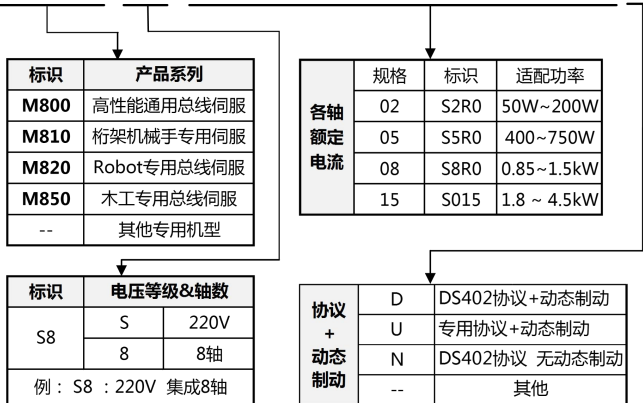 标识 产品系列
M800 高性能通用总线伺服
M810 桁架机械手专用伺服
M820 Robot专用总线伺服
M850 木工专用总线伺服
-- 其他专用机型
各轴额定电流
规格 标识 适配功率
02 S2R0 50W~200W
05 S5R0 400~750W
08 S8R0 0.85~1.5kW
15 S015 1.8 ~ 4.5kW
标识 电压等级&轴数
S8
S 220V
8 8轴
例： S8 ：220V 集成8轴
协议
+
动态
制动
D DS402协议+动态制动
U 专用协议+动态制动
N DS402协议 无动态制动
-- 其他